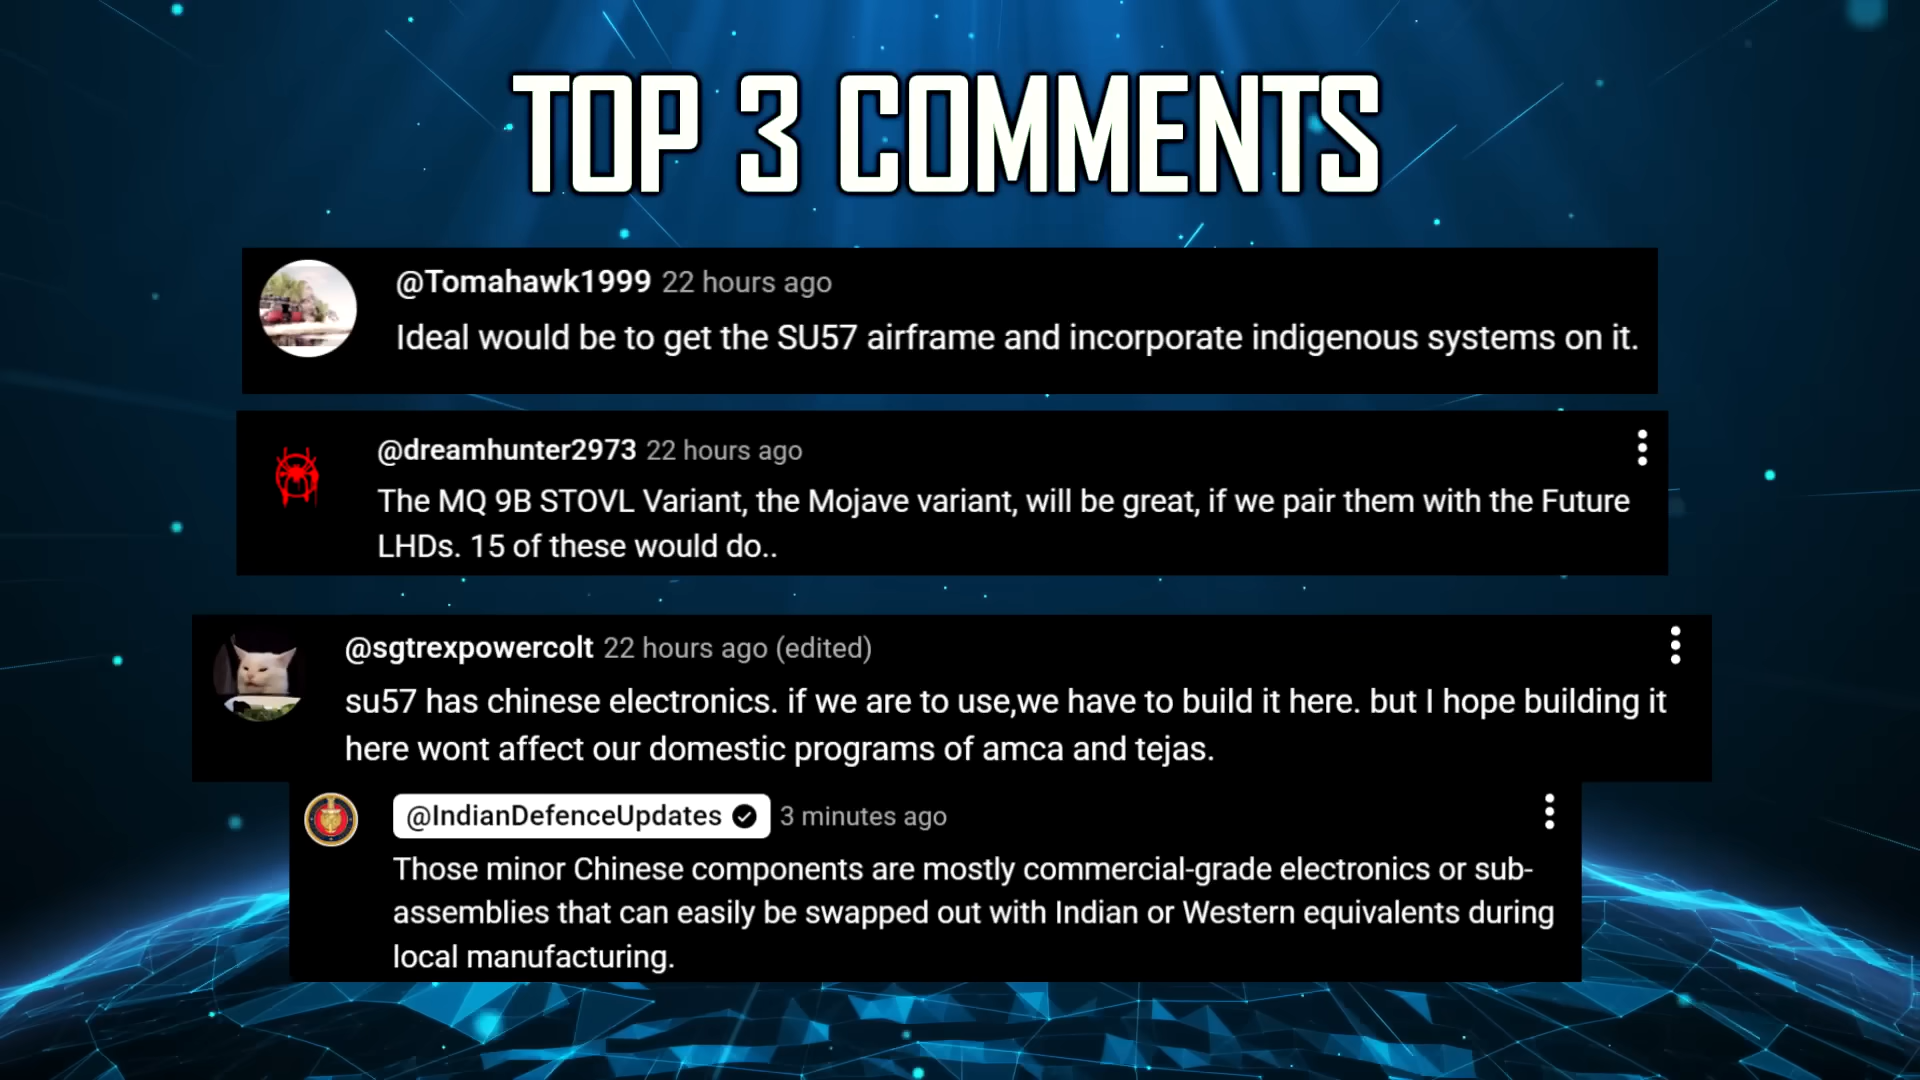 TOP 3 COMMENTS
@Tomahawk1999 22 hours ago
Ideal would be to get the SU57 airframe and incorporate indigenous systems on it.
@dreamhunter2973 22 hours ago
The MQ 9B STOVL Variant, the Mojave variant, will be great, if we pair them with the Future
LHDs. 15 of these would do..
@sgtrexpowercolt 22 hours ago (edited)
su57 has chinese electronics. if we are to use,we have to build it here. but I hope building it
here wont affect our domestic programs of amca and tejas.
@IndianDefenceUpdates 3 minutes ago
Those minor Chinese components are mostly commercial-grade electronics or sub-
assemblies that can easily be swapped out with Indian or Western equivalents during
local manufacturing.